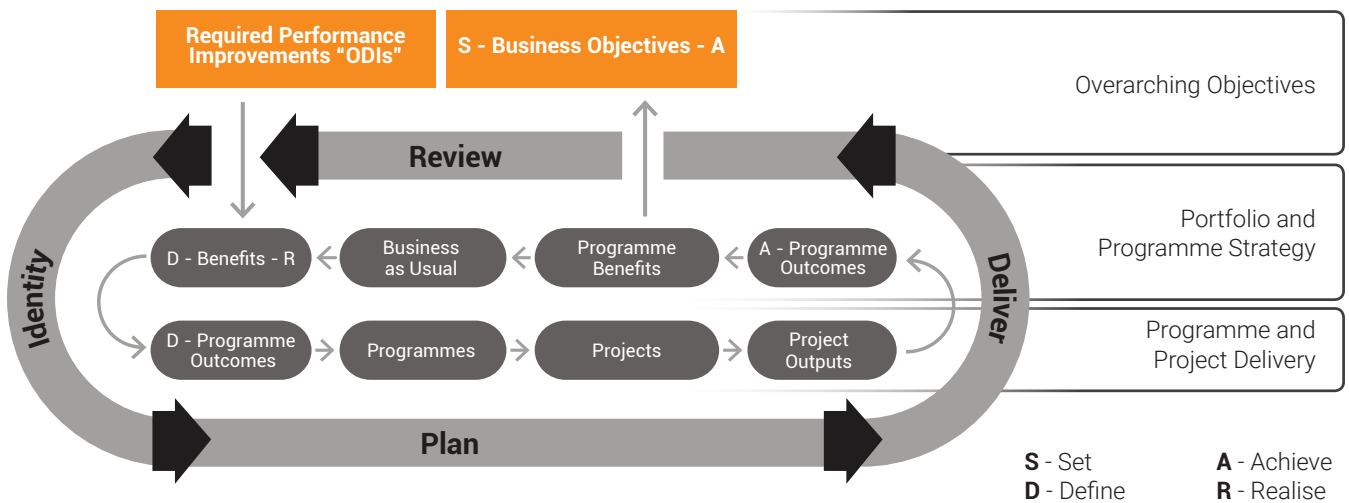 Required Performance
Improvements “ODIs”
S - Business Objectives - A
Overarching Objectives
Review
Portfolio and
Programme Strategy
D - Benefits - R
Business
as Usual
Programme
Benefits
A - Programme
Outcomes
Identity
Deliver
D - Programme
Outcomes
Programmes
Projects
Project
Outputs
Programme and
Project Delivery
Plan
S - Set
A - Achieve
D - Define
R - Realise